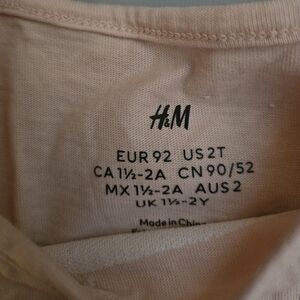 H&M
EUR 92 US 2T
CA 1½-2A CN 90/52
MX 1½-2A AUS 2
UK 1½-2Y
Made in China